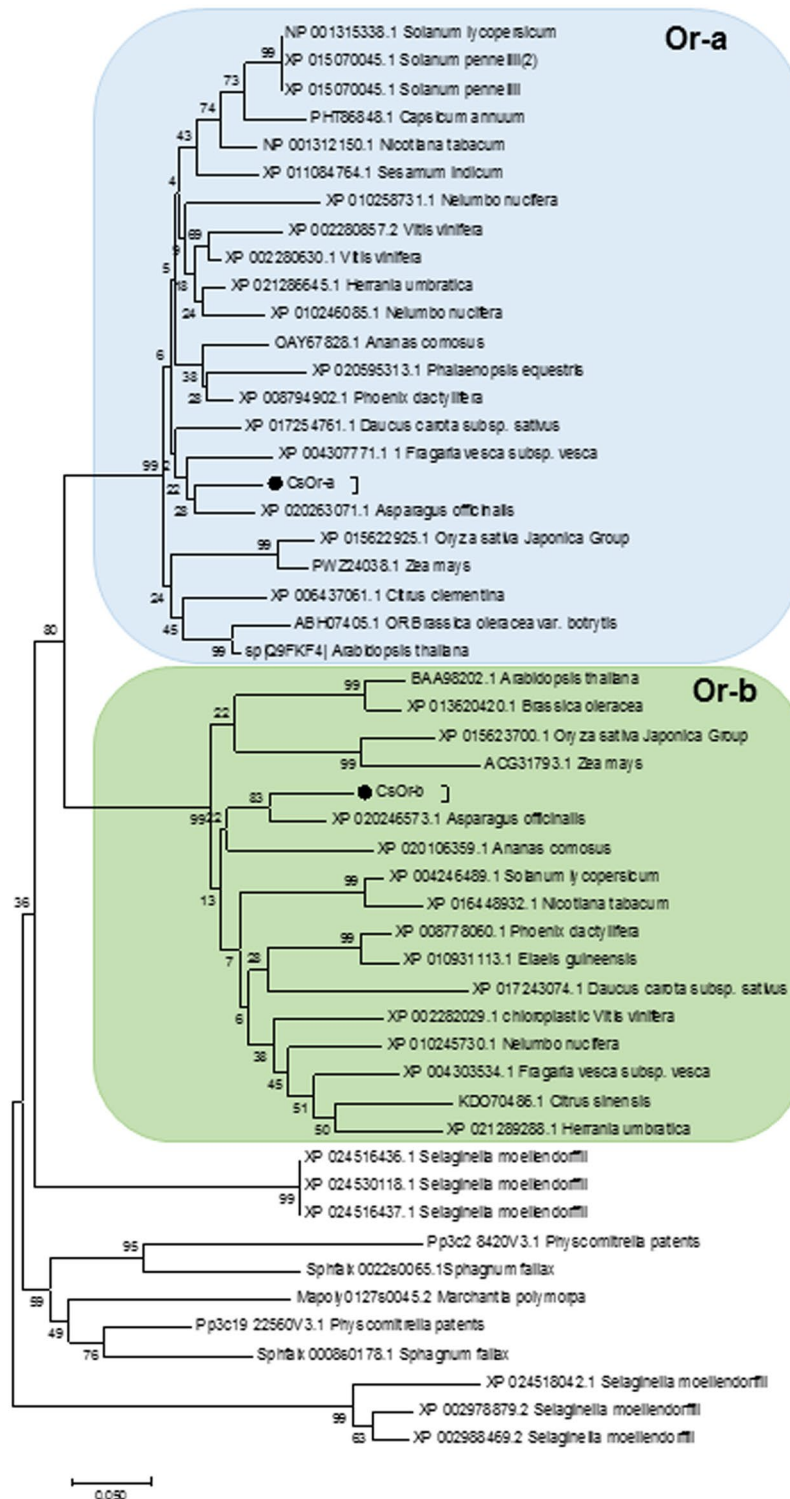 Or-a
NP 001315338.1 Solanum lycopersicum
XP 015070045.1 Solanum pennellii(2)
XP 015070045.1 Solanum pennellii
PHT86848.1 Capsicum annuum
NP 001312150.1 Nicotiana tabacum
XP 011084764.1 Sesamum indicum
XP 010258731.1 Nelumbo nucifera
XP 002280857.2 Vitis vinifera
XP 002280630.1 Vitis vinifera
XP 021286645.1 Herrania umbratica
XP 010246085.1 Nelumbo nucifera
OAY67828.1 Ananas comosus
XP 020595313.1 Phalaenopsis equestris
XP 008794902.1 Phoenix dactylifera
XP 017254761.1 Daucus carota subsp. sativus
XP 004307771.1 1 Fragaria vesca subsp. vesca
CsOr-a
XP 020263071.1 Asparagus officinalis
XP 015622925.1 Oryza sativa Japonica Group
PWZ24038.1 Zea mays
XP 006437061.1 Citrus clementina
ABH07405.1 OR Brassica oleracea var. botrytis
sp|Q9FKF4| Arabidopsis thaliana
Or-b
BAA98202.1 Arabidopsis thaliana
XP 013620420.1 Brassica oleracea
XP 015623700.1 Oryza sativa Japonica Group
ACG31793.1 Zea mays
CsOr-b
XP 020246573.1 Asparagus officinalis
XP 020106359.1 Ananas comosus
XP 004246489.1 Solanum lycopersicum
XP 016448932.1 Nicotiana tabacum
XP 008778060.1 Phoenix dactylifera
XP 010931113.1 Elaeis guineensis
XP 017243074.1 Daucus carota subsp. sativus
XP 002282029.1 chloroplastic Vitis vinifera
XP 010245730.1 Nelumbo nucifera
XP 004303534.1 Fragaria vesca subsp. vesca
KDO70486.1 Citrus sinensis
XP 021289288.1 Herrania umbratica
XP 024516436.1 Selaginella moellendorffii
XP 024530118.1 Selaginella moellendorffii
XP 024516437.1 Selaginella moellendorffii
Pp3c2 8420V3.1 Physcomitrella patents
Sphfalx0022s0065.1Sphagnum fallax
Mapoly0127s0045.2 Marchantia polymorpa
Pp3c19 22560V3.1 Physcomitrella patents
Sphfalx0008s0178.1 Sphagnum fallax
XP 024518042.1 Selaginella moellendorffii
XP 002978879.2 Selaginella moellendorffii
XP 002988469.2 Selaginella moellendorffii
99
73
74
43
4
9
69
5
18
24
6
38
28
99
2
22
28
99
24
45
99
80
99
22
99
83
99
22
13
99
7
28
99
6
38
45
51
50
36
99
95
59
49
76
99
63
0.050